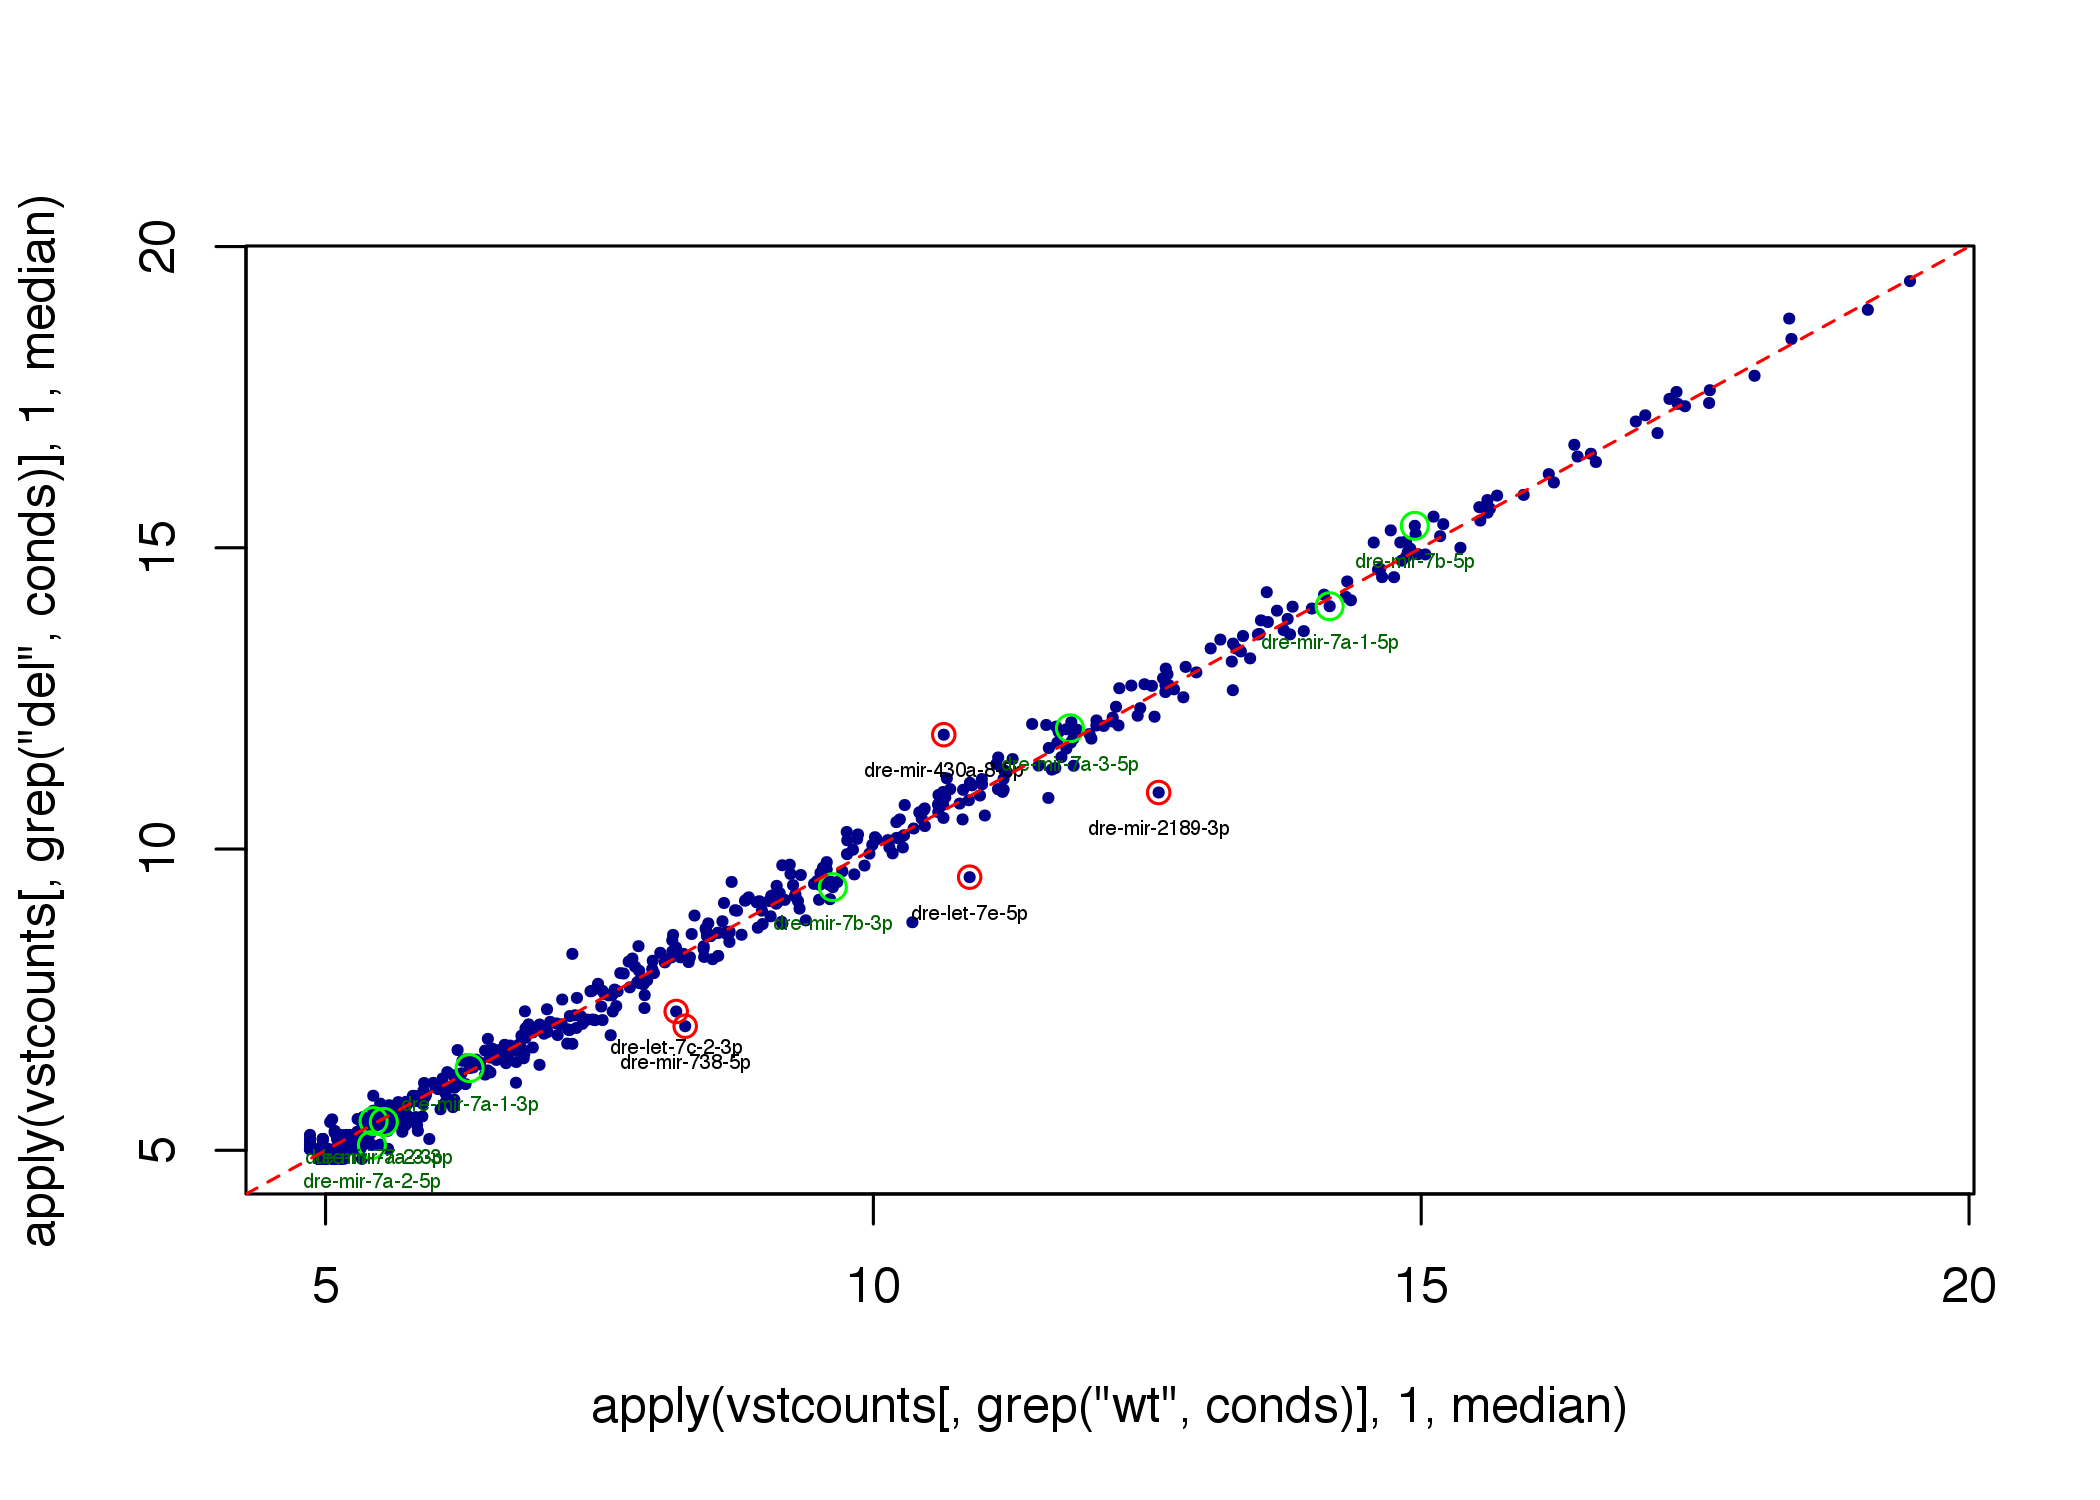 apply(vstcounts[, grep("del", conds)], 1, median)
20
15
10
5
dre-mir-7b-5p
dre-mir-7a-1-5p
dre-mir-7a-3-5p
dre-mir-2189-3p
dre-let-7e-5p
dre-mir-7b-3p
dre-let-7c-2-3p
dre-mir-738-5p
dre-mir-7a-1-3p
dre-mir-7a-2-5p
5
10
15
20
apply(vstcounts[, grep("wt", conds)], 1, median)